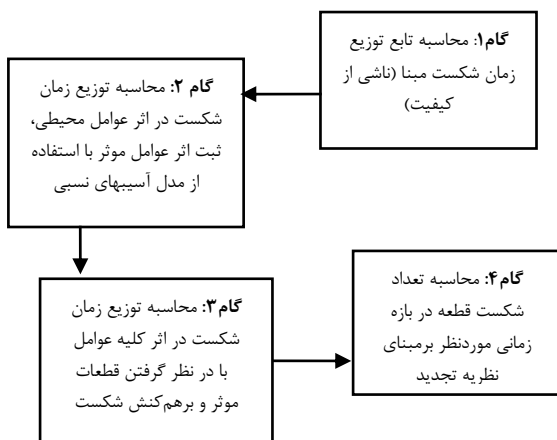 گام۱: محاسبه تابع توزیع
زمان شکست مبنا (ناشی از
کیفیت)
گام ۲: محاسبه توزیع زمان
شکست در اثر عوامل محیطی،
ثبت اثر عوامل موثر با استفاده
از مدل آسیبهای نسبی
گام۳: محاسبه توزیع زمان
شکست در اثر کلیه عوامل
با در نظر گرفتن قطعات
موثر و برهم‌کنش شکست
گام۴: محاسبه تعداد
شکست قطعه در بازه
زمانی موردنظر برمبنای
نظریه تجدید